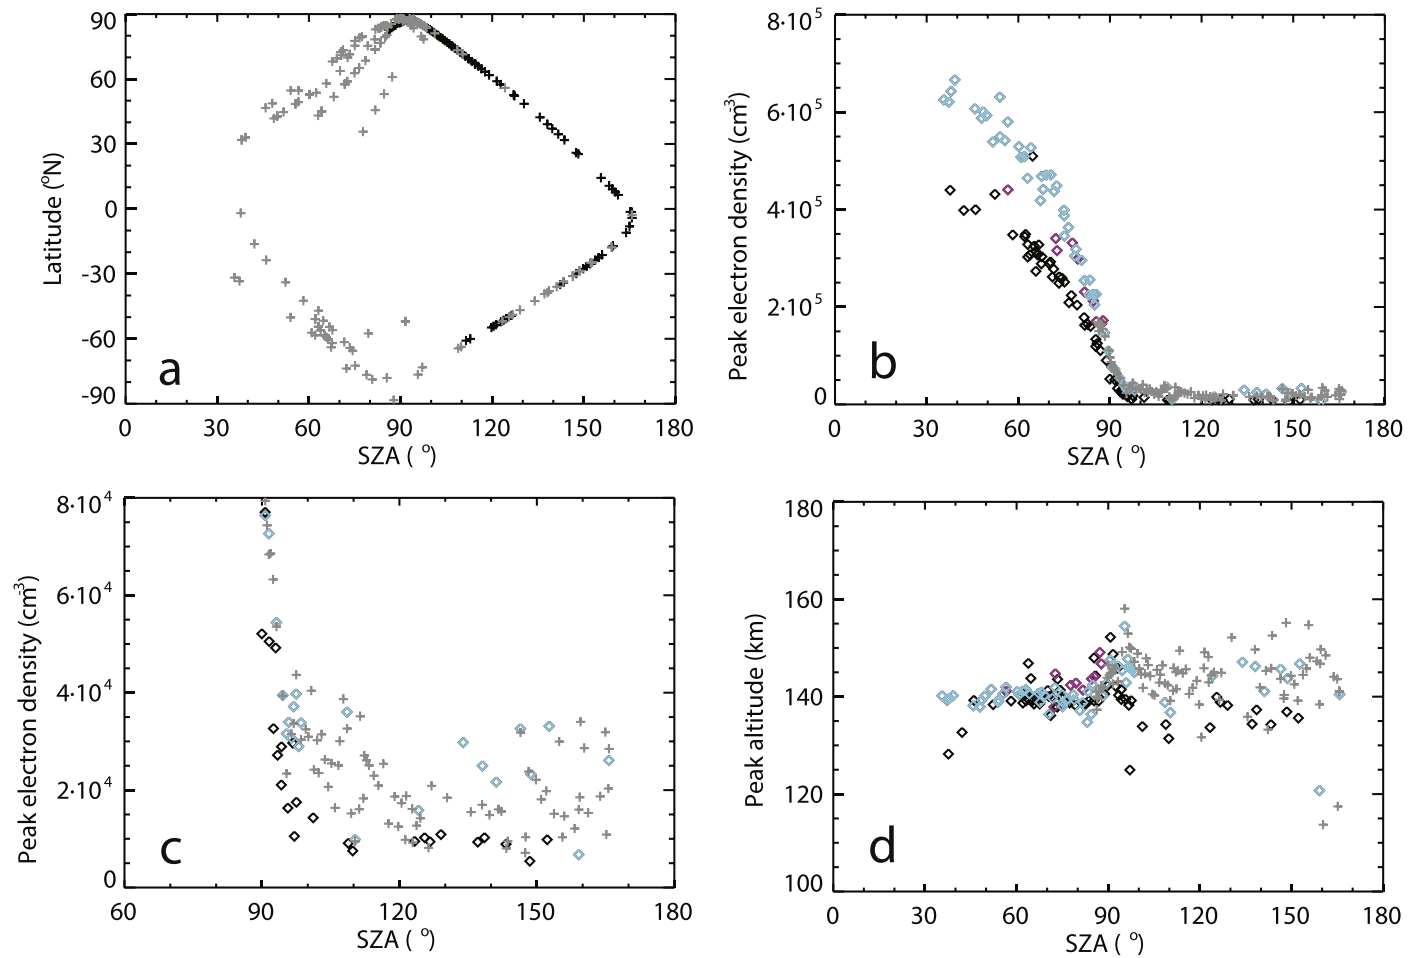 90
60
30
0
-30
-60
-90
Latitude (°N)
a
0 30 60 90 120 150 180
SZA ( °)
8·10⁵
6·10⁵
4·10⁵
2·10⁵
0
Peak electron density (cm⁻³)
b
0 30 60 90 120 150 180
SZA ( °)
8·10⁴
6·10⁴
4·10⁴
2·10⁴
0
Peak electron density (cm⁻³)
c
60 90 120 150 180
SZA ( °)
180
160
140
120
100
Peak altitude (km)
d
0 30 60 90 120 150 180
SZA ( °)